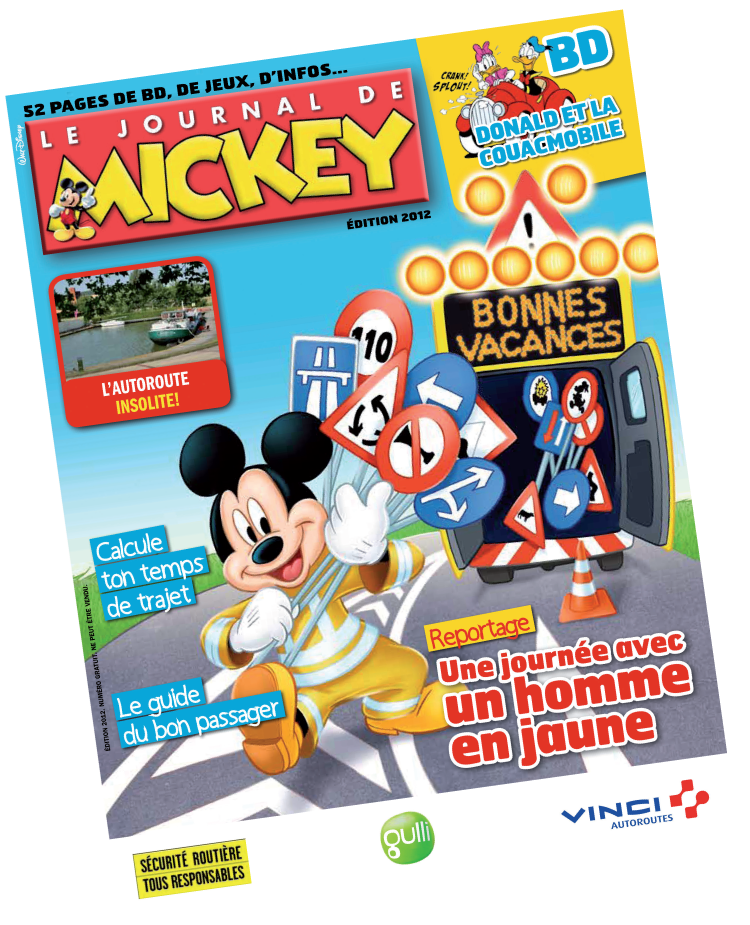 52 PAGES DE BD, DE JEUX, D'INFOS...
Walt Disney
LE JOURNAL DE
MICKEY
ÉDITION 2012
CRANK!
SPLOUT!
BD
DONALD ET LA
COUACMOBILE
BONNES
VACANCES
110
L'AUTOROUTE
INSOLITE!
Calcule
ton temps
de trajet
Le guide
du bon passager
ÉDITION 2012. NUMÉRO GRATUIT. NE PEUT ÊTRE VENDU.
Reportage
Une journée avec
un homme
en jaune
SÉCURITÉ ROUTIÈRE
TOUS RESPONSABLES
gulli
VINCI
AUTOROUTES